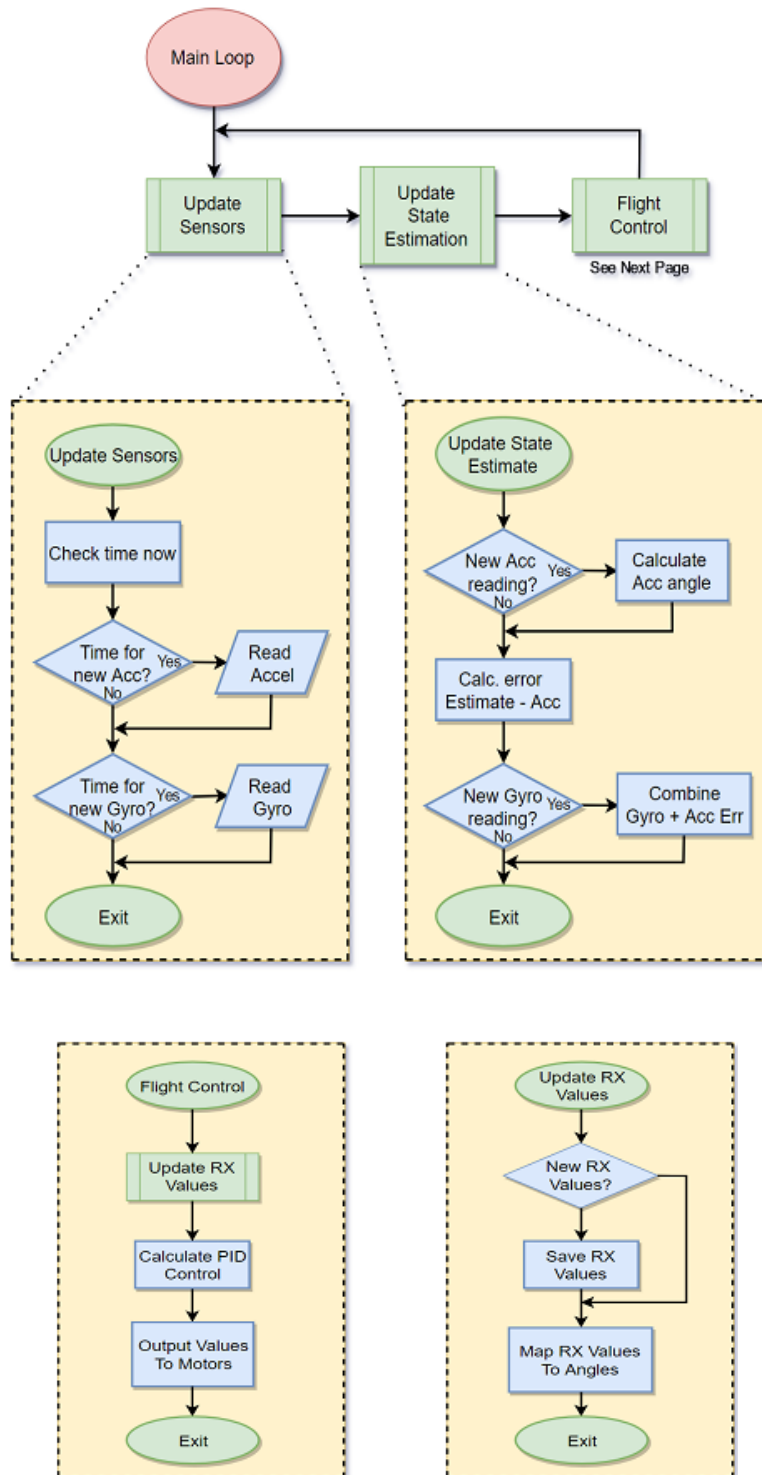 Main Loop
Update
Sensors
Update
State
Estimation
Flight
Control
See Next Page
Update Sensors
Check time now
Time for
new Acc?
Yes
No
Read
Accel
Time for
new Gyro?
Yes
No
Read
Gyro
Exit
Update State
Estimate
New Acc
reading?
Yes
No
Calculate
Acc angle
Calc. error
Estimate - Acc
New Gyro
reading?
Yes
No
Combine
Gyro + Acc Err
Exit
Flight Control
Update RX
Values
Calculate PID
Control
Output Values
To Motors
Exit
Update RX
Values
New RX
Values?
Save RX
Values
Map RX Values
To Angles
Exit